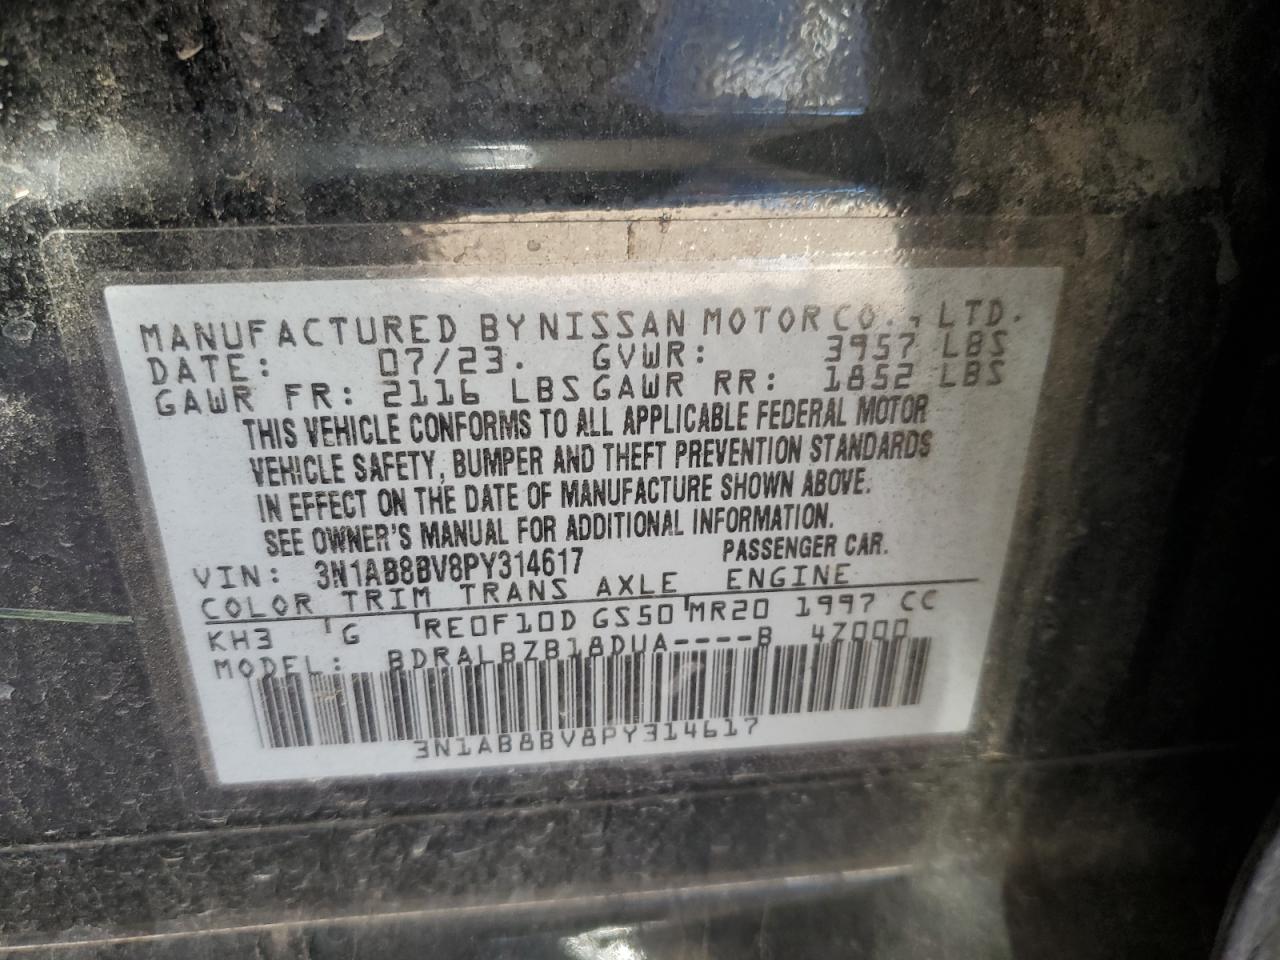 MANUFACTURED BY NISSAN MOTOR CO., LTD.
DATE: 07/23. GVWR: 3957 LBS
GAWR FR: 2116 LBS GAWR RR: 1852 LBS
THIS VEHICLE CONFORMS TO ALL APPLICABLE FEDERAL MOTOR
VEHICLE SAFETY, BUMPER AND THEFT PREVENTION STANDARDS
IN EFFECT ON THE DATE OF MANUFACTURE SHOWN ABOVE.
SEE OWNER'S MANUAL FOR ADDITIONAL INFORMATION.
VIN: 3N1AB8BV8PY314617 PASSENGER CAR.
COLOR TRIM TRANS AXLE ENGINE
KH3 G RE0F10D GS50 MR20 1997 CC
MODEL: BDRALBZB18DUA----B 47000
3N1AB8BV8PY314617